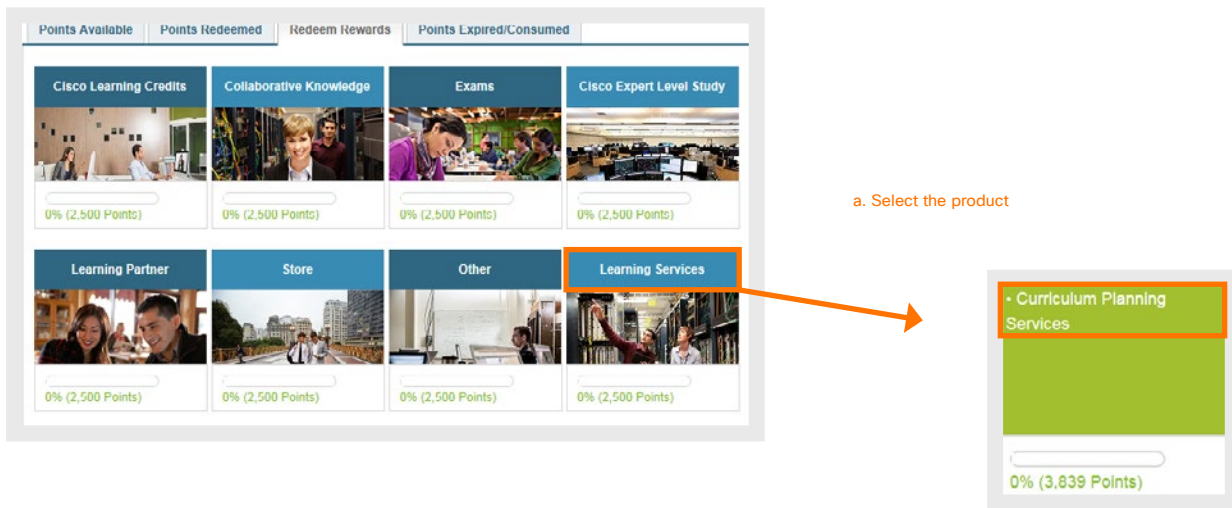 Points Available Points Redeemed Redeem Rewards Points Expired/Consumed
Cisco Learning Credits Collaborative Knowledge Exams Cisco Expert Level Study
0% (2,500 Points) 0% (2,500 Points) 0% (2,500 Points) 0% (2,500 Points)
a. Select the product
Learning Partner Store Other Learning Services
0% (2,500 Points) 0% (2,500 Points) 0% (2,500 Points) 0% (2,500 Points)
• Curriculum Planning
Services
0% (3,839 Points)